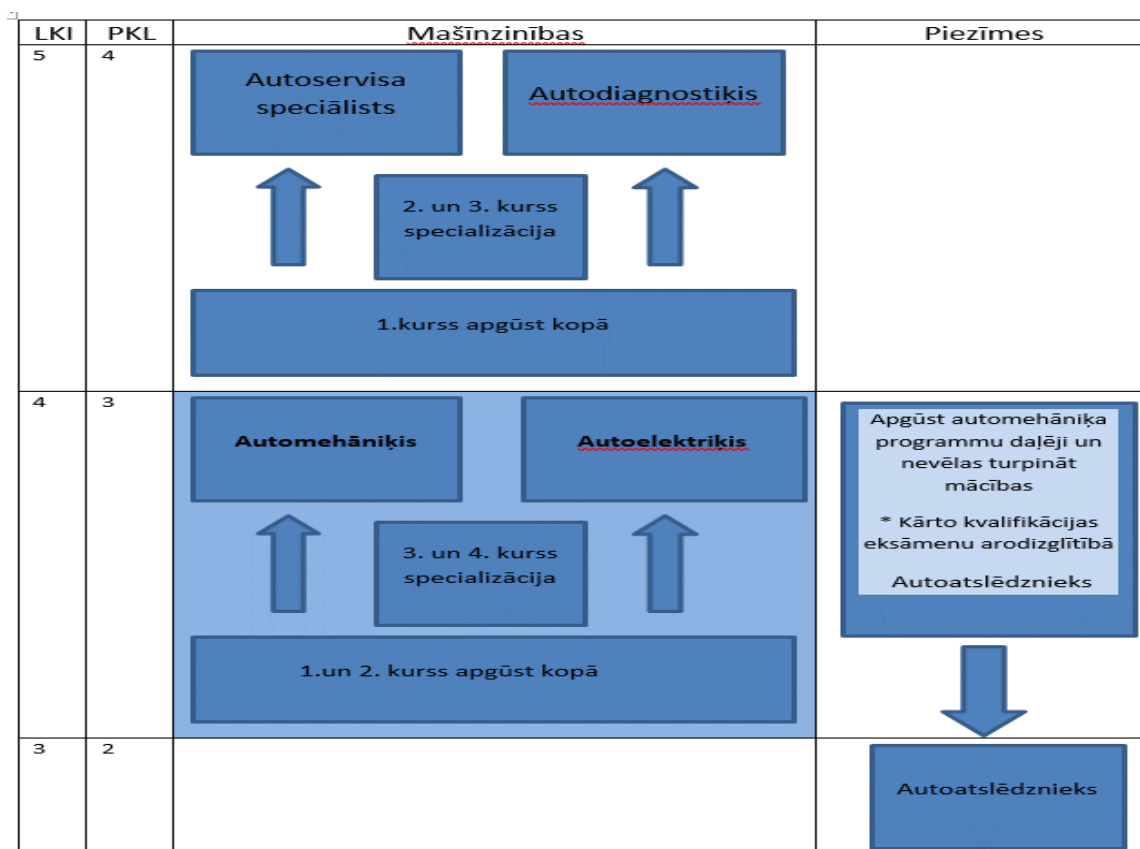 LKI PKL Mašīnzinības Piezīmes
5 4
Autoservisa
speciālists
Autodiagnostiķis
2. un 3. kurss
specializācija
1.kurss apgūst kopā
4 3
Automehāniķis
Autoelektriķis
3. un 4. kurss
specializācija
1.un 2. kurss apgūst kopā
Apgūst automehāniķa
programmu daļēji un
nevēlas turpināt
mācības
* Kārto kvalifikācijas
eksāmenu arodizglītībā
Autoatslēdznieks
3 2
Autoatslēdznieks